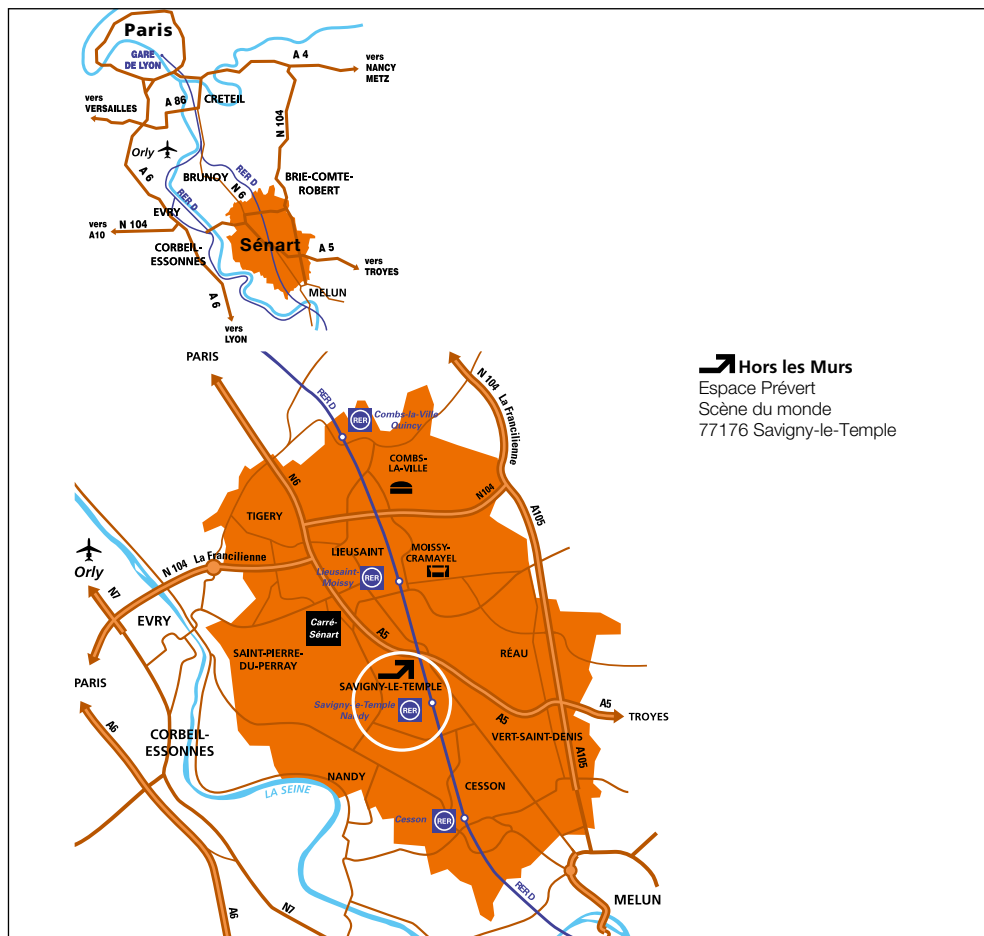 Paris
GARE
DE LYON
A 4
vers
NANCY
METZ
vers
VERSAILLES
A 86
CRETEIL
N 104
Orly
A 6
BRUNOY
RER D
N 6
BRIE-COMTE-
ROBERT
RER D
EVRY
vers
A10
N 104
Sénart
A 5
CORBEIL-
ESSONNES
vers
TROYES
A 6
MELUN
vers
LYON
PARIS
RER D
N 104
La Francilienne
RER
Combs-la-Ville
Quincy
Hors les Murs
Espace Prévert
Scène du monde
77176 Savigny-le-Temple
COMBS-
LA-VILLE
N6
N104
A105
TIGERY
Orly
N 104
La Francilienne
LIEUSAINT
MOISSY-
CRAMAYEL
Lieusaint-
Moissy
RER
N7
EVRY
Carré-
Sénart
A5
SAINT-PIERRE-
DU-PERRAY
RÉAU
PARIS
SAVIGNY-LE-TEMPLE
Savigny-le-Temple
Nandy
RER
A5
A5
TROYES
A6
CORBEIL-
ESSONNES
VERT-SAINT-DENIS
A105
NANDY
CESSON
LA SEINE
Cesson
RER
RER D
MELUN
A6
N7